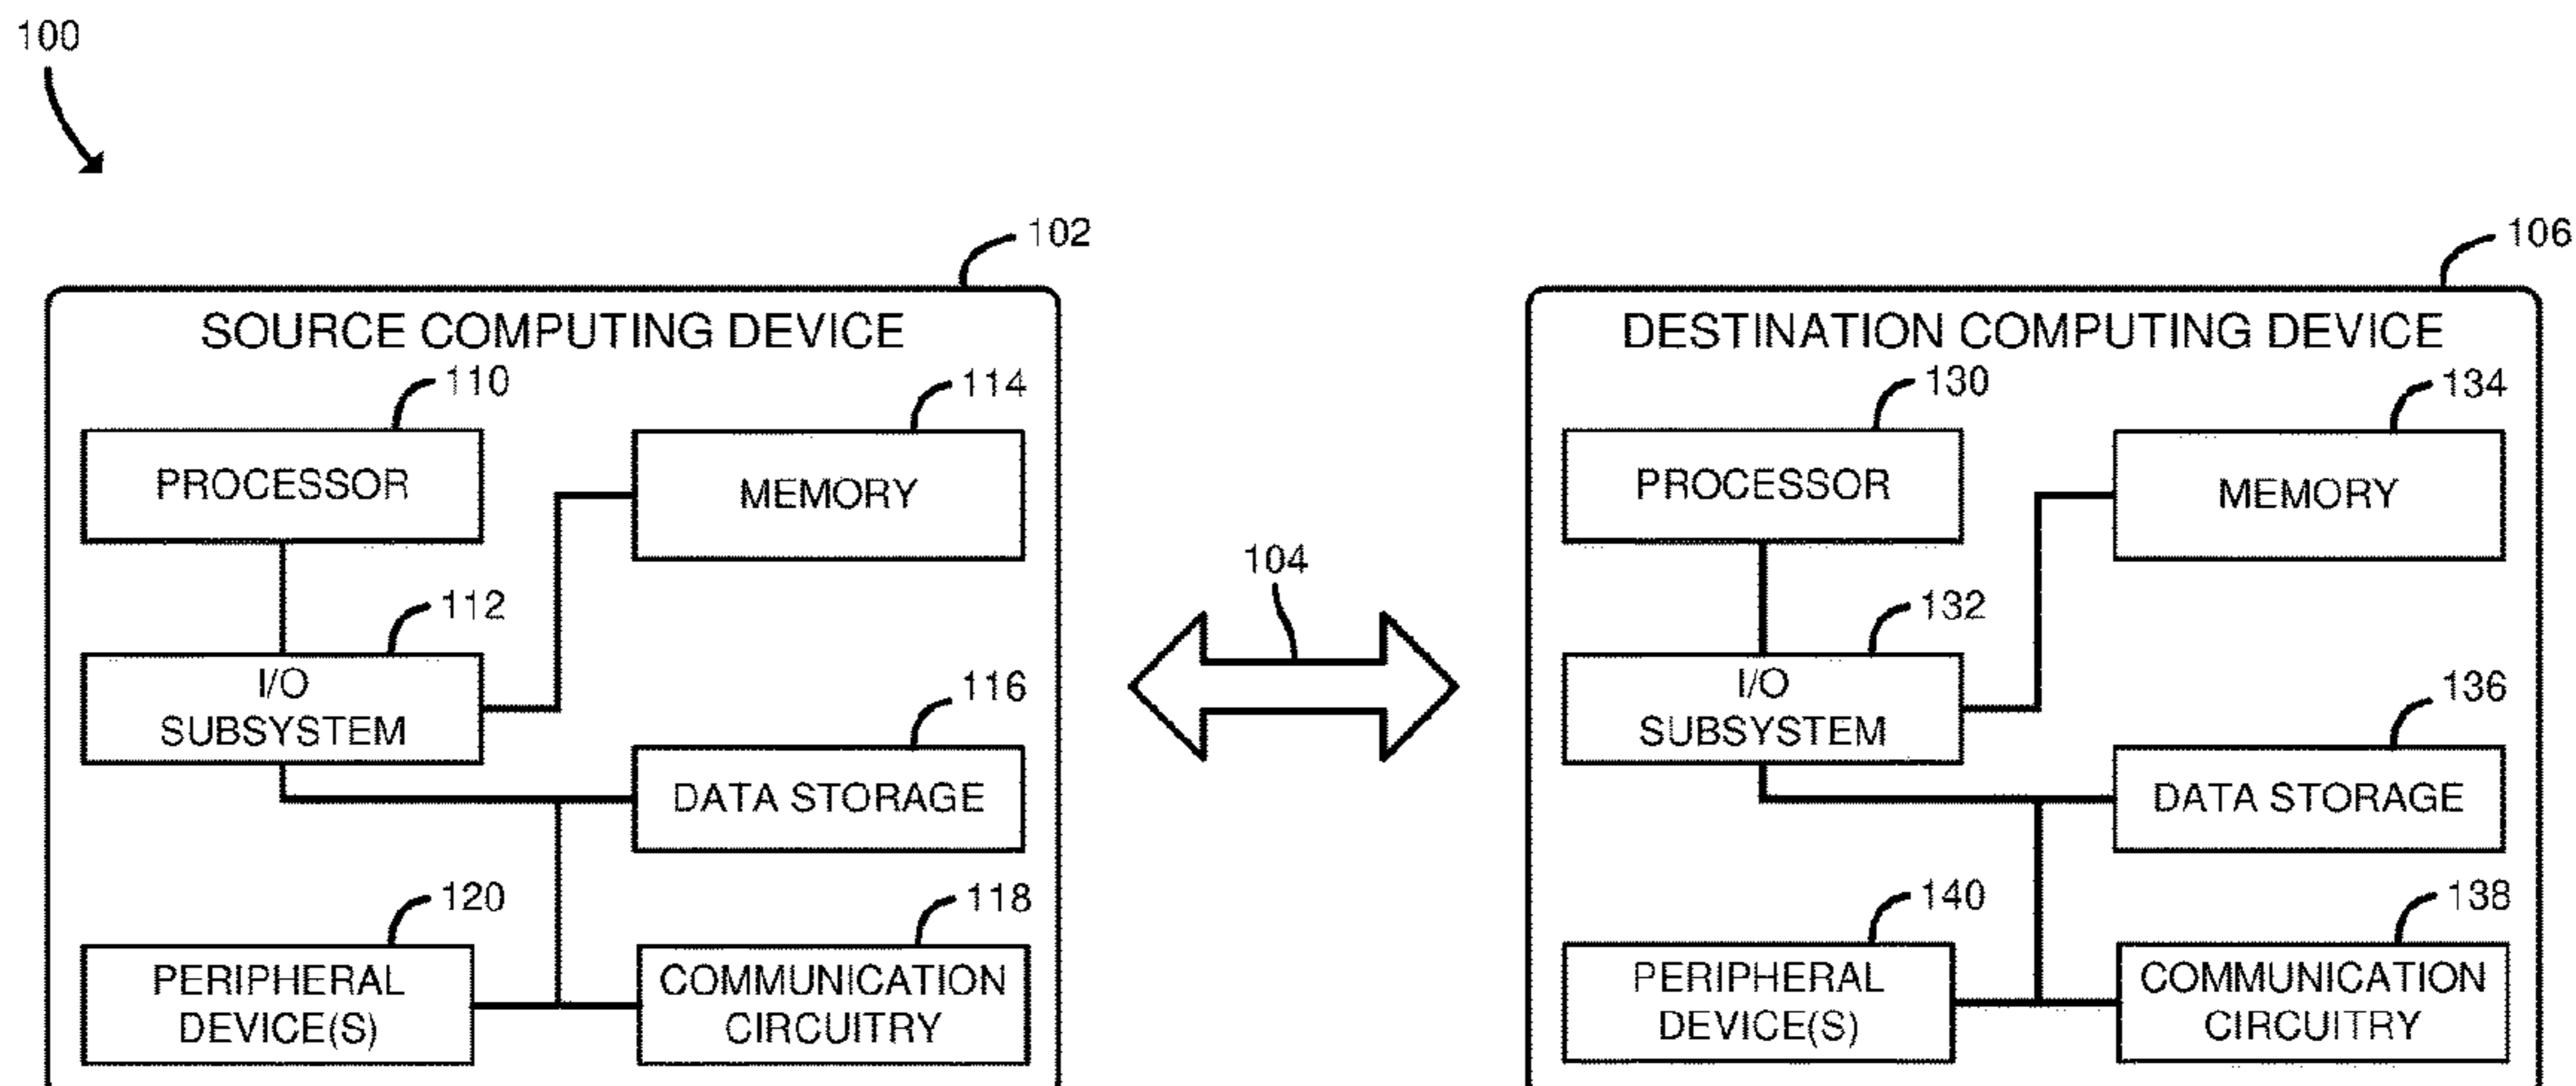 100
102
SOURCE COMPUTING DEVICE
110
114
PROCESSOR
MEMORY
112
I/O
SUBSYSTEM
116
DATA STORAGE
120
118
PERIPHERAL
DEVICE(S)
COMMUNICATION
CIRCUITRY
104
106
DESTINATION COMPUTING DEVICE
130
134
PROCESSOR
MEMORY
132
I/O
SUBSYSTEM
136
DATA STORAGE
140
138
PERIPHERAL
DEVICE(S)
COMMUNICATION
CIRCUITRY